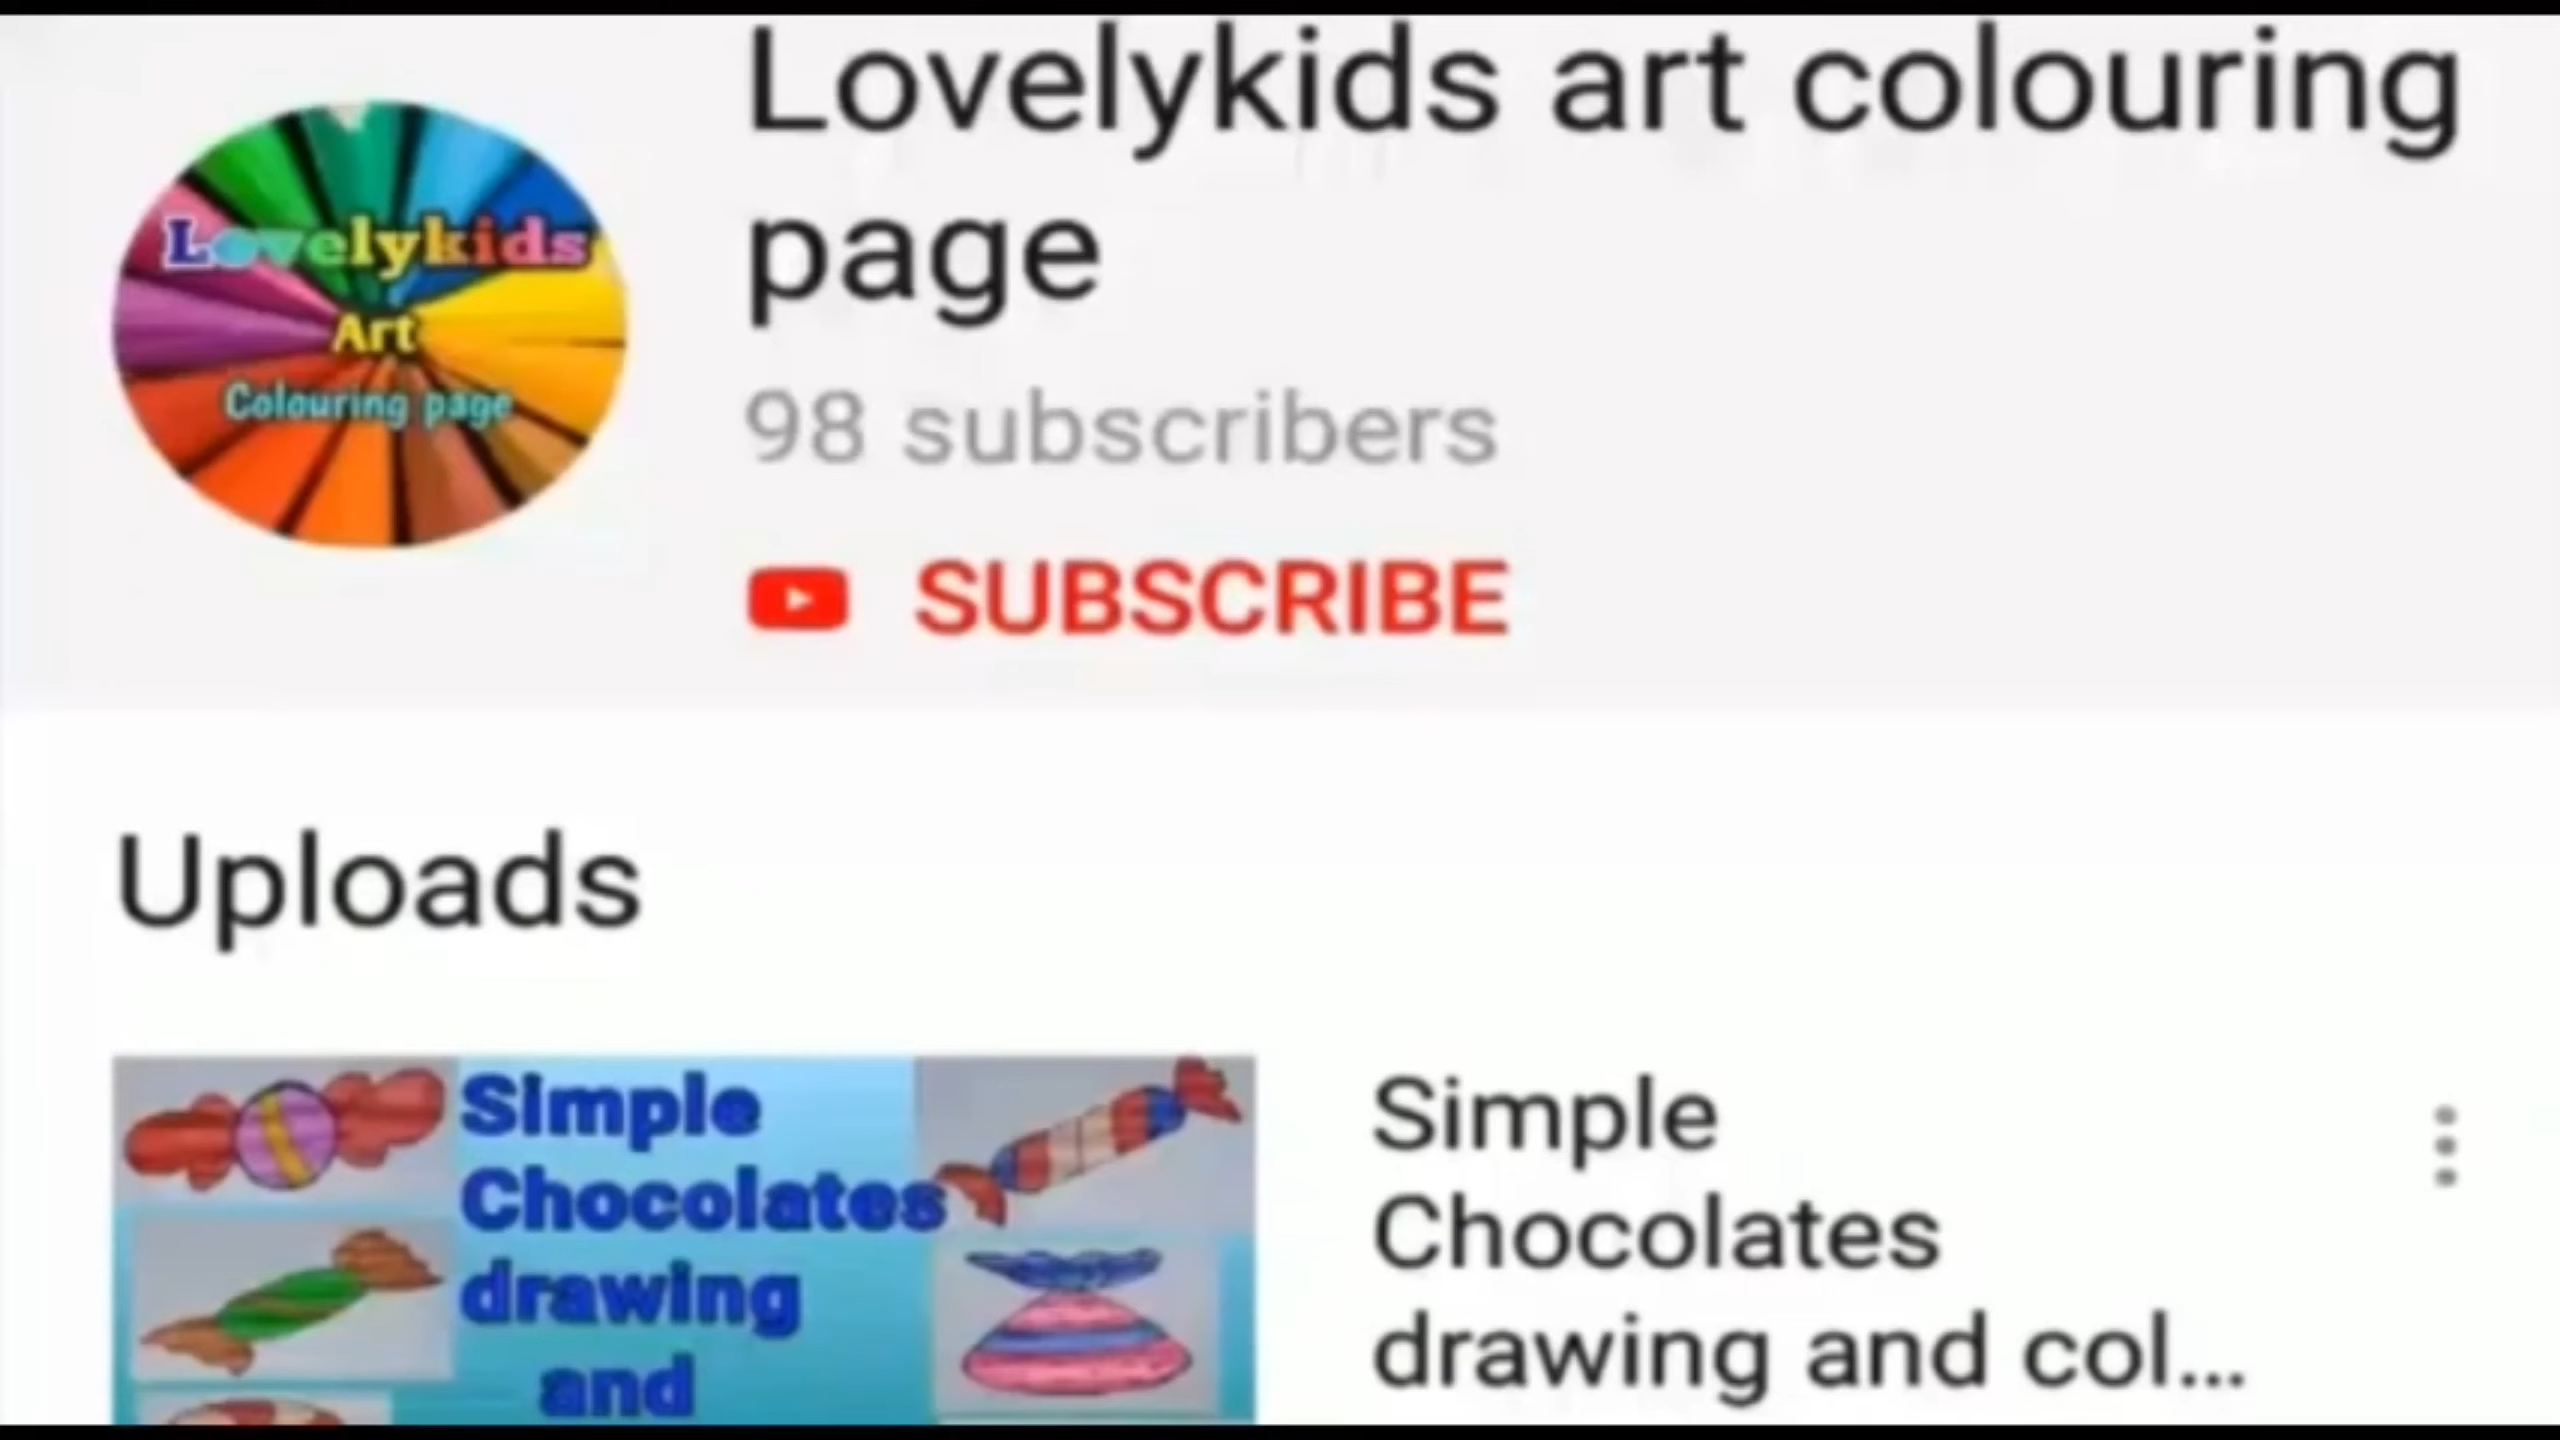 Lovelykids art colouring
page
98 subscribers
SUBSCRIBE
Lovelykids
Art
Colouring page
Uploads
Simple
Chocolates
drawing
and
Simple
Chocolates
drawing and col...